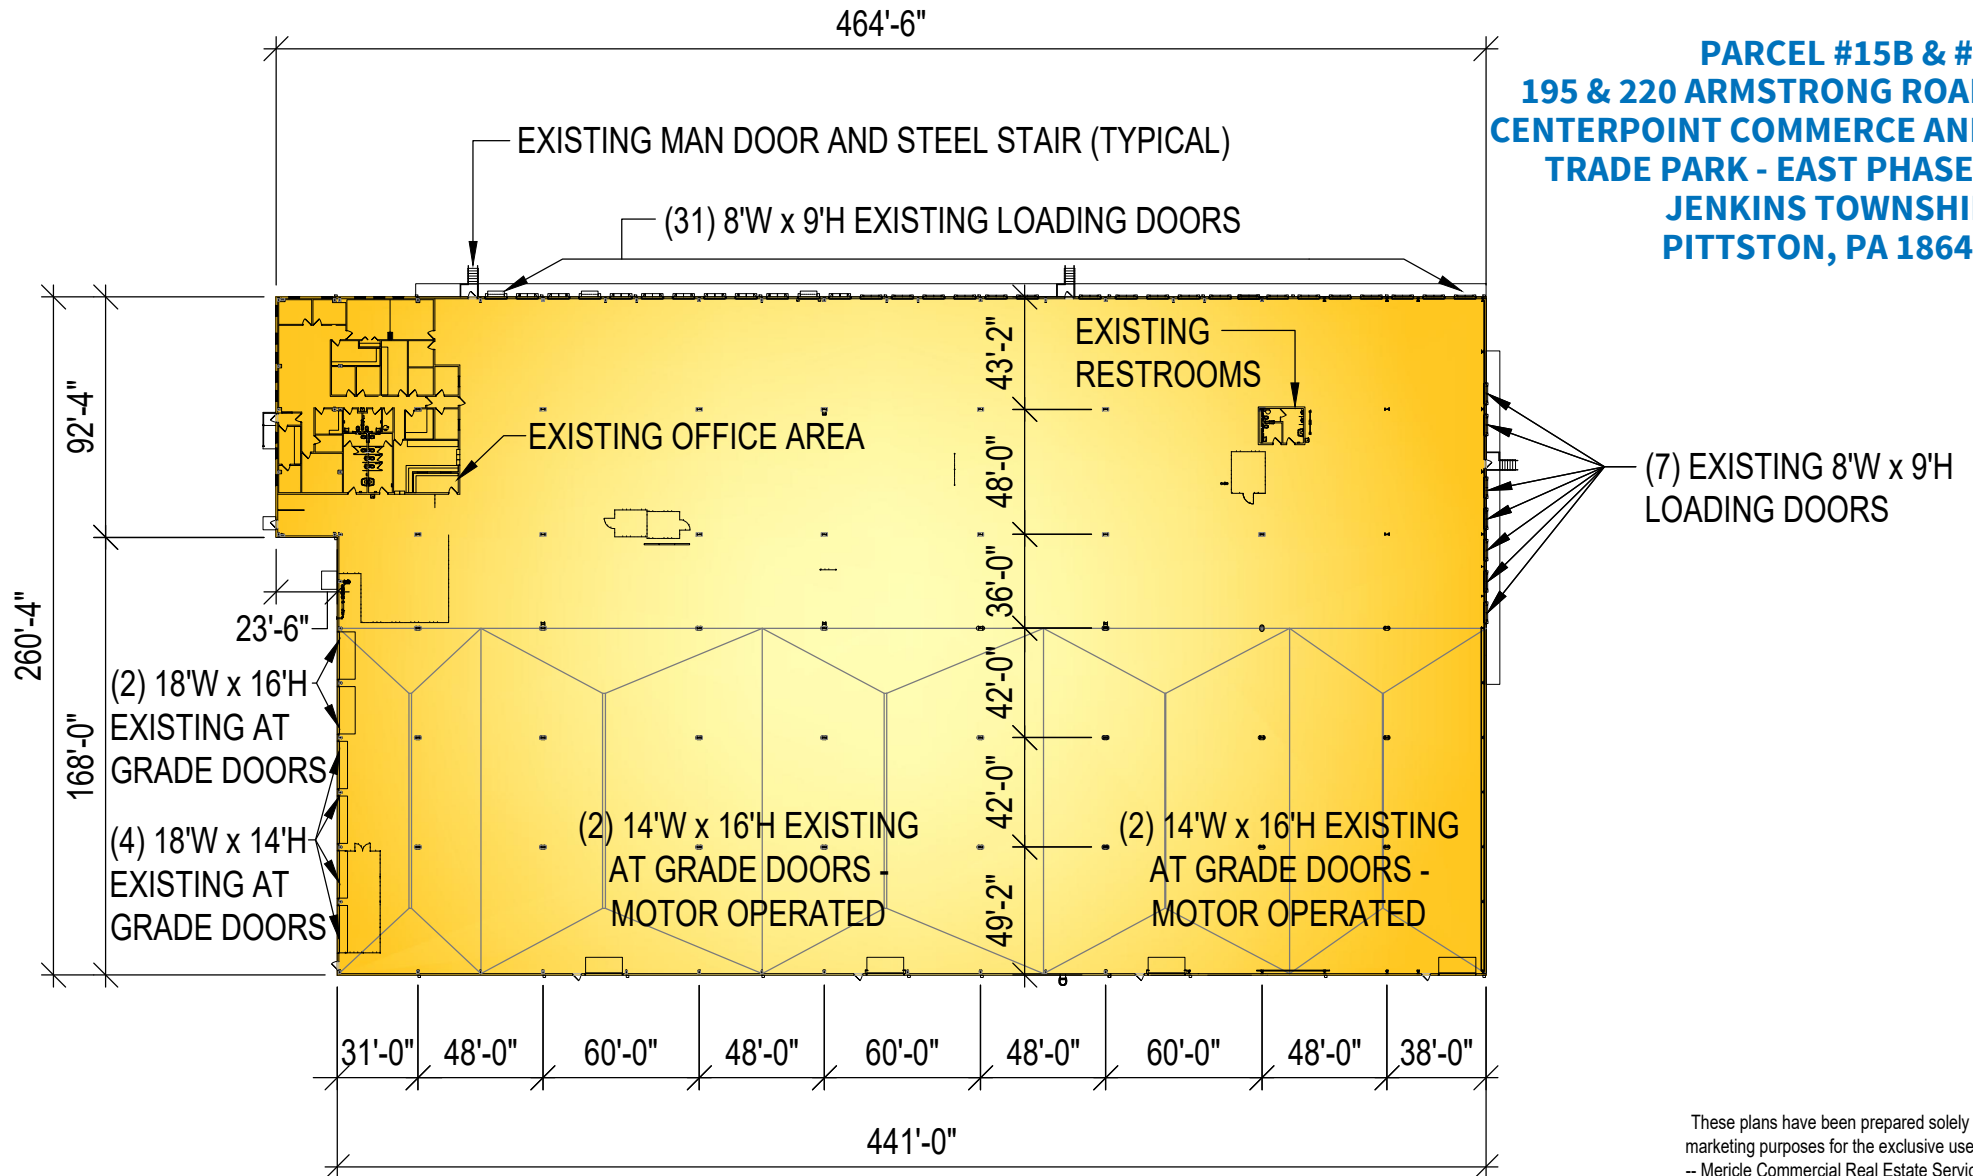 464'-6"
PARCEL #15B & #
195 & 220 ARMSTRONG ROAD
CENTERPOINT COMMERCE AND
TRADE PARK - EAST PHASE
JENKINS TOWNSHIP
PITTSTON, PA 1864
EXISTING MAN DOOR AND STEEL STAIR (TYPICAL)
(31) 8'W x 9'H EXISTING LOADING DOORS
43'-2"
EXISTING
RESTROOMS
92'-4"
EXISTING OFFICE AREA
48'-0"
(7) EXISTING 8'W x 9'H
LOADING DOORS
36'-0"
260'-4"
23'-6"
(2) 18'W x 16'H
EXISTING AT
GRADE DOORS
42'-0"
168'-0"
42'-0"
(4) 18'W x 14'H
EXISTING AT
GRADE DOORS
(2) 14'W x 16'H EXISTING
AT GRADE DOORS -
MOTOR OPERATED
49'-2"
(2) 14'W x 16'H EXISTING
AT GRADE DOORS -
MOTOR OPERATED
31'-0" 48'-0" 60'-0" 48'-0" 60'-0" 48'-0" 60'-0" 48'-0" 38'-0"
441'-0"
These plans have been prepared solely
marketing purposes for the exclusive use
-- Mericle Commercial Real Estate Servic